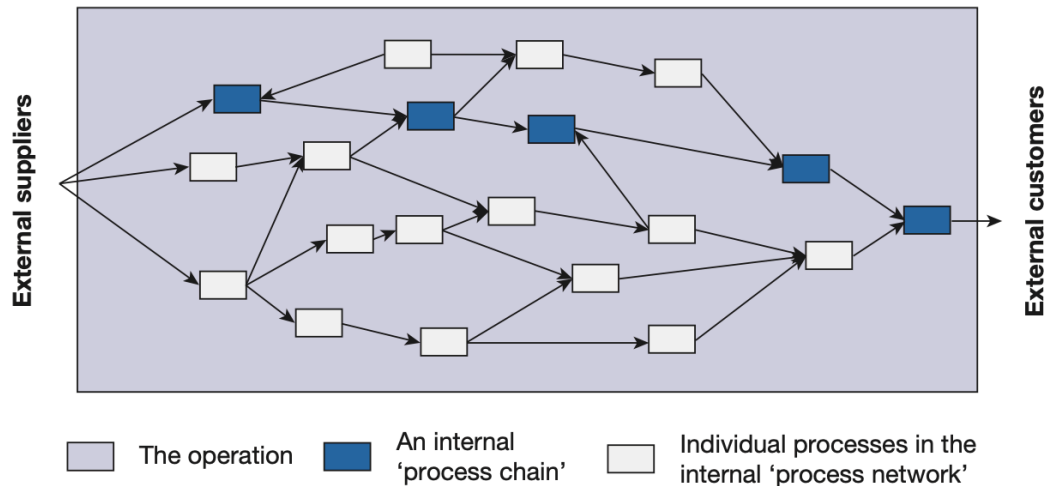 External suppliers
External customers
The operation
An internal
‘process chain’
Individual processes in the
internal ‘process network’